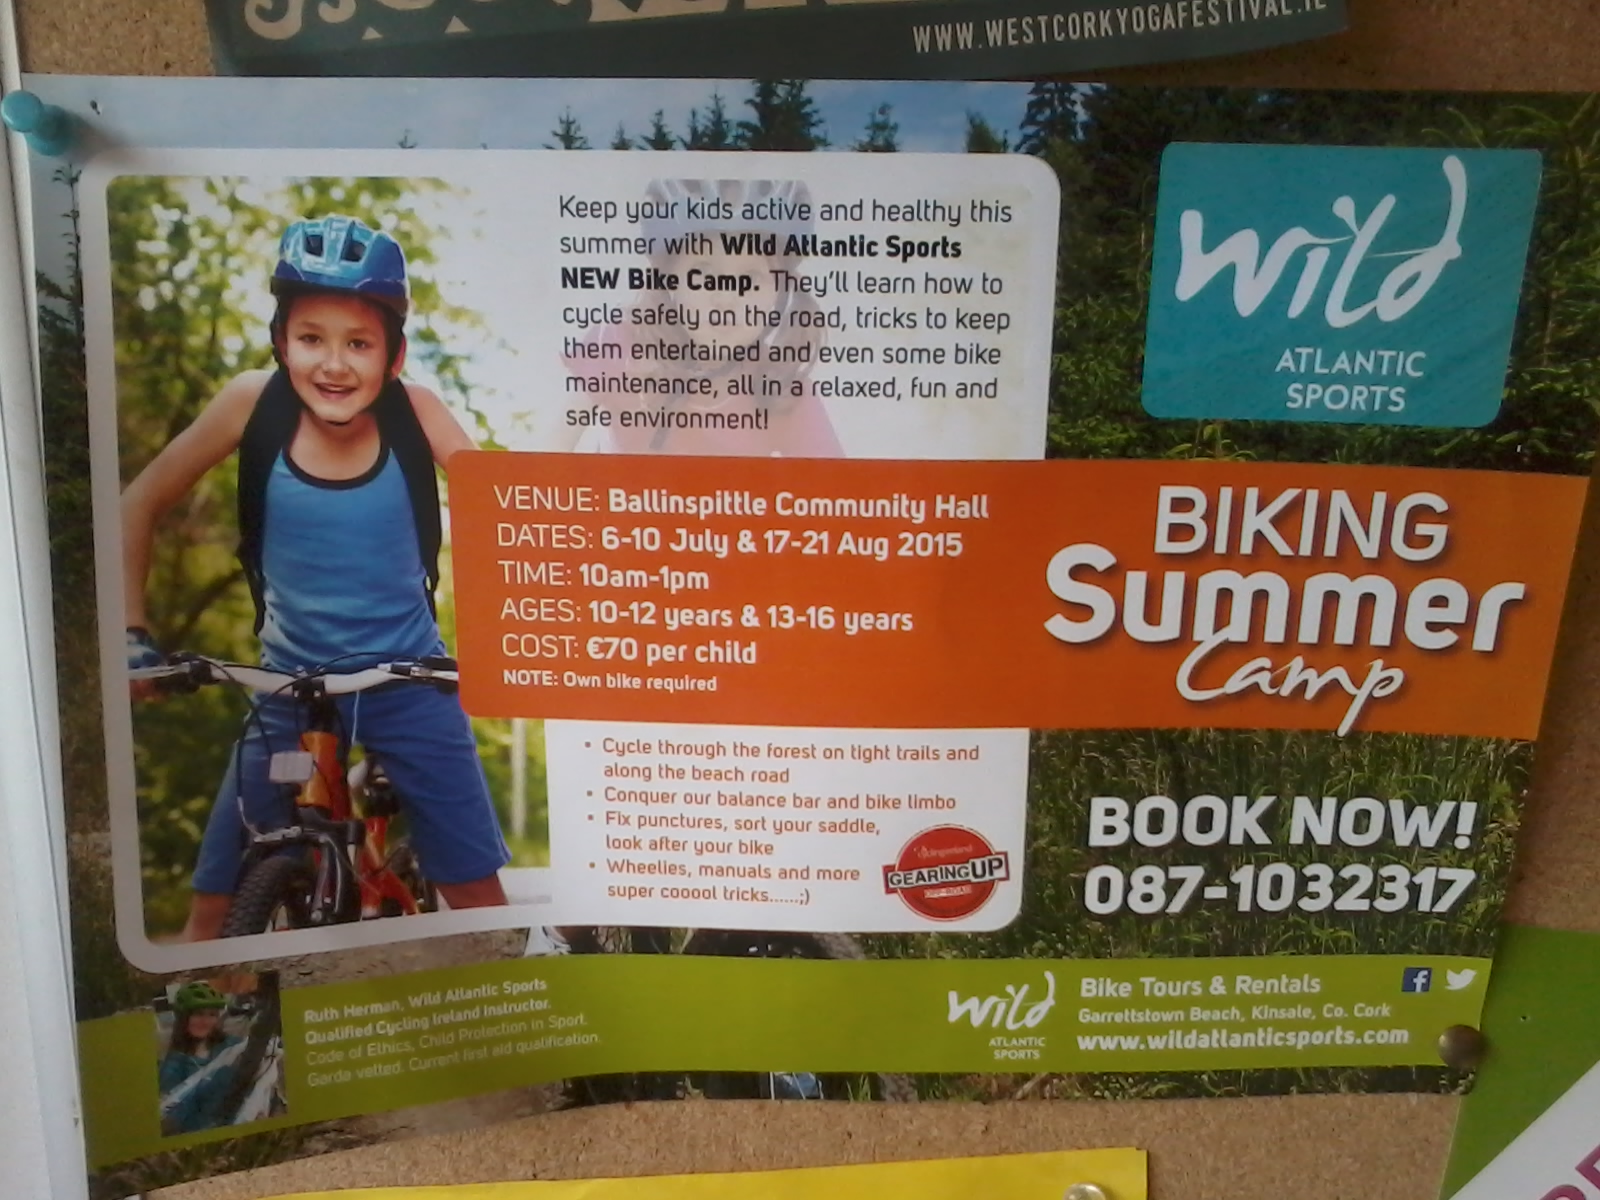 WWW.WESTCORKYOGAFESTIVAL.IE
Keep your kids active and healthy this
summer with Wild Atlantic Sports
NEW Bike Camp. They'll learn how to
cycle safely on the road, tricks to keep
them entertained and even some bike
maintenance, all in a relaxed, fun and
safe environment!
wild
ATLANTIC
SPORTS
VENUE: Ballinspittle Community Hall
DATES: 6-10 July & 17-21 Aug 2015
TIME: 10am-1pm
AGES: 10-12 years & 13-16 years
COST: €70 per child
NOTE: Own bike required
BIKING
Summer
Camp
• Cycle through the forest on tight trails and
along the beach road
• Conquer our balance bar and bike limbo
• Fix punctures, sort your saddle,
look after your bike
• Wheelies, manuals and more
super cooool tricks......;)
cyclingireland
GEARING UP
OFF-ROAD
BOOK NOW!
087-1032317
Ruth Herman, Wild Atlantic Sports
Qualified Cycling Ireland Instructor.
Code of Ethics, Child Protection in Sport,
Garda vetted. Current first aid qualification.
wild
ATLANTIC
SPORTS
Bike Tours & Rentals
Garrettstown Beach, Kinsale, Co. Cork
www.wildatlanticsports.com